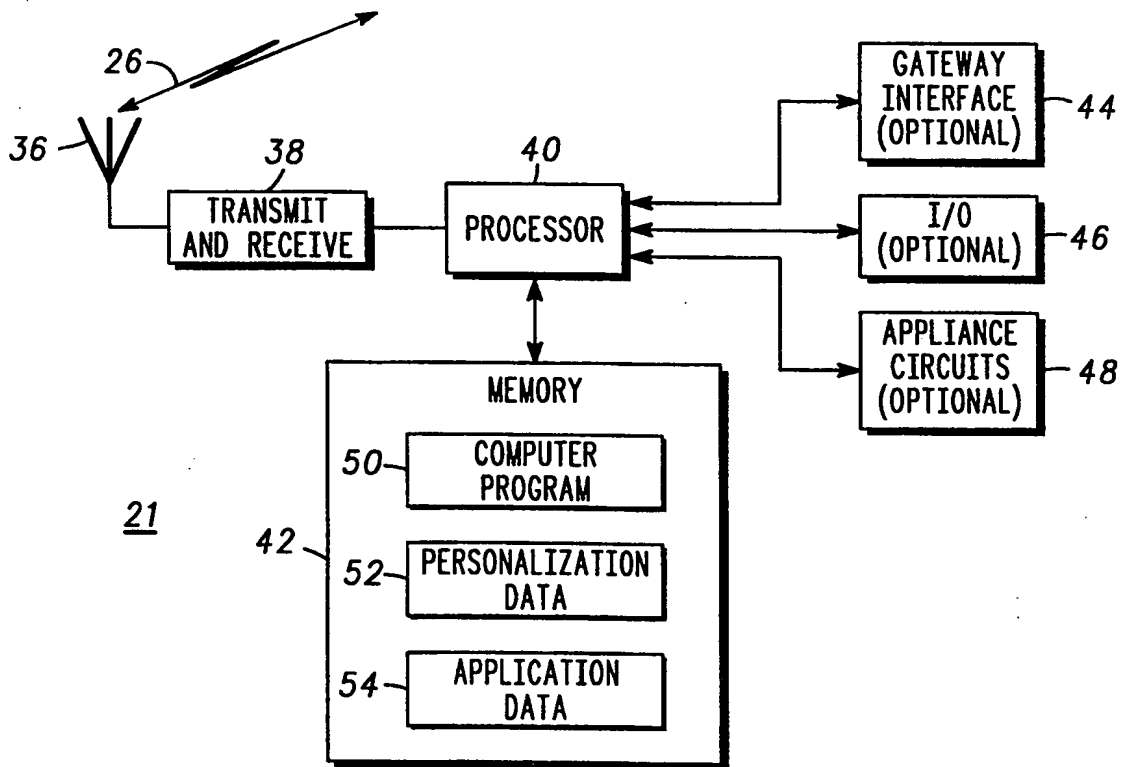 26
36
38
TRANSMIT
AND RECEIVE
40
PROCESSOR
GATEWAY
INTERFACE
(OPTIONAL)
44
I/O
(OPTIONAL)
46
APPLIANCE
CIRCUITS
(OPTIONAL)
48
MEMORY
50
COMPUTER
PROGRAM
21
42
52
PERSONALIZATION
DATA
54
APPLICATION
DATA